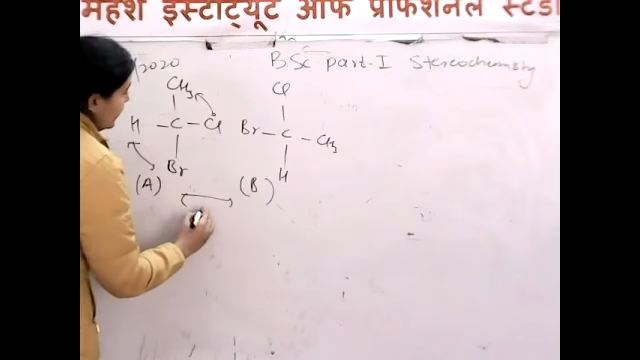 महेश इंस्टीट्यूट ऑफ प्रोफेशनल स्टडी
/2020 BSc part-I Stereochemistry
CH3 Cl
H - C - Cl Br - C - CH3
Br H
(A) (B)